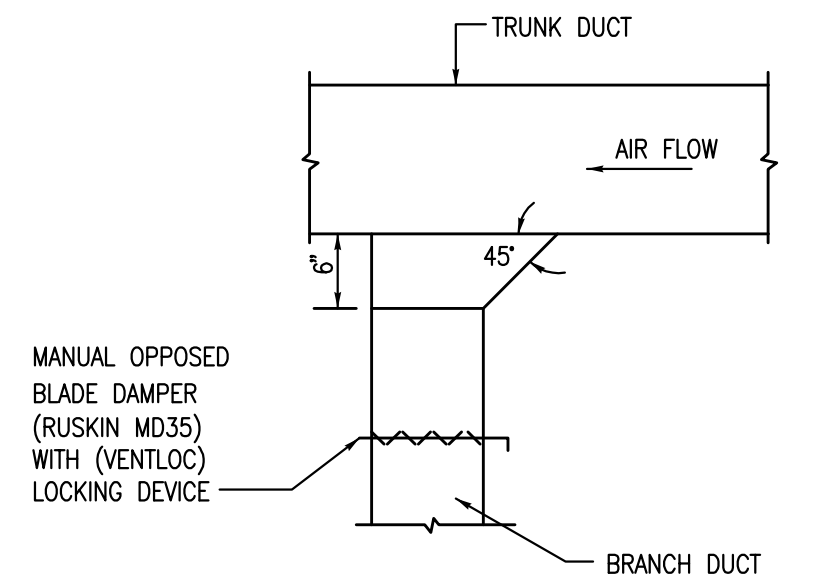 TRUNK DUCT
AIR FLOW
45°
6"
MANUAL OPPOSED
BLADE DAMPER
(RUSKIN MD35)
WITH (VENTLOC)
LOCKING DEVICE
BRANCH DUCT